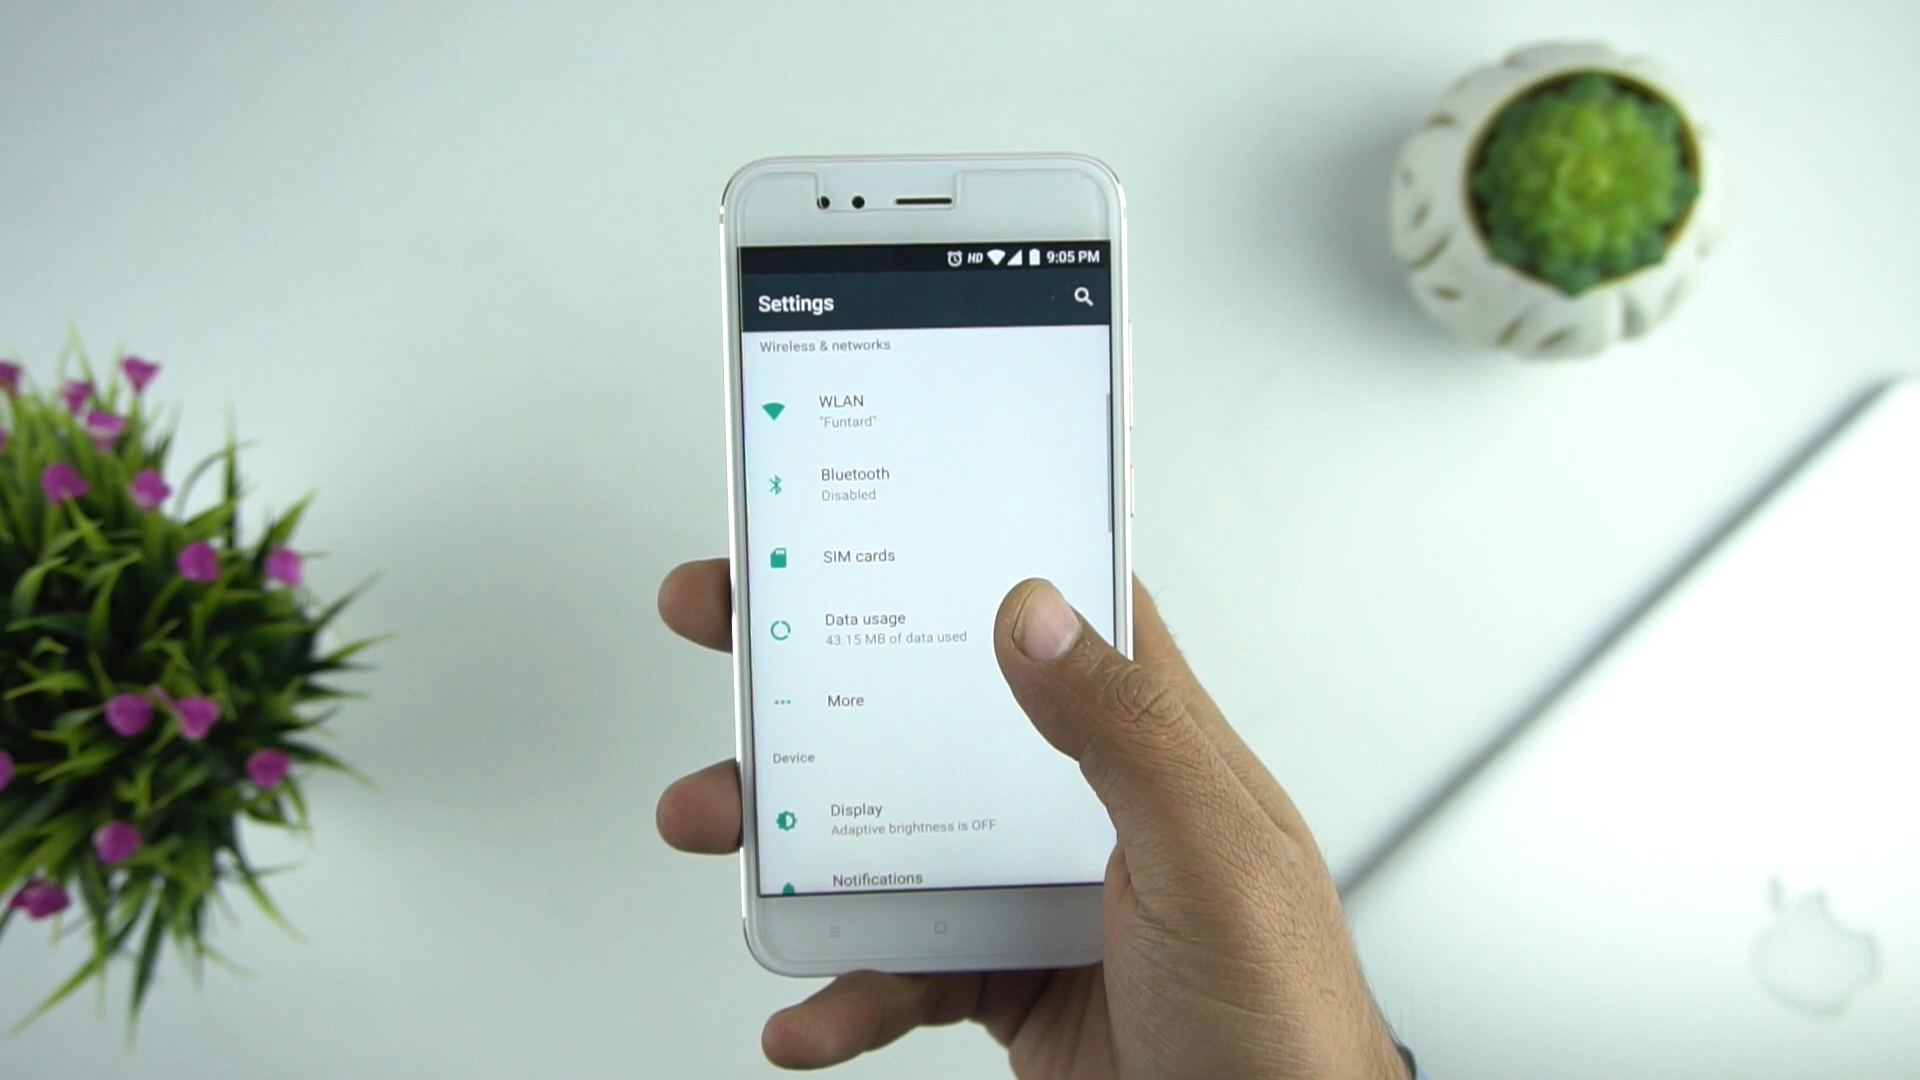 HD 9:05 PM
Settings
Wireless & networks
WLAN
"Funtard"
Bluetooth
Disabled
SIM cards
Data usage
43.15 MB of data used
More
Device
Display
Adaptive brightness is OFF
Notifications